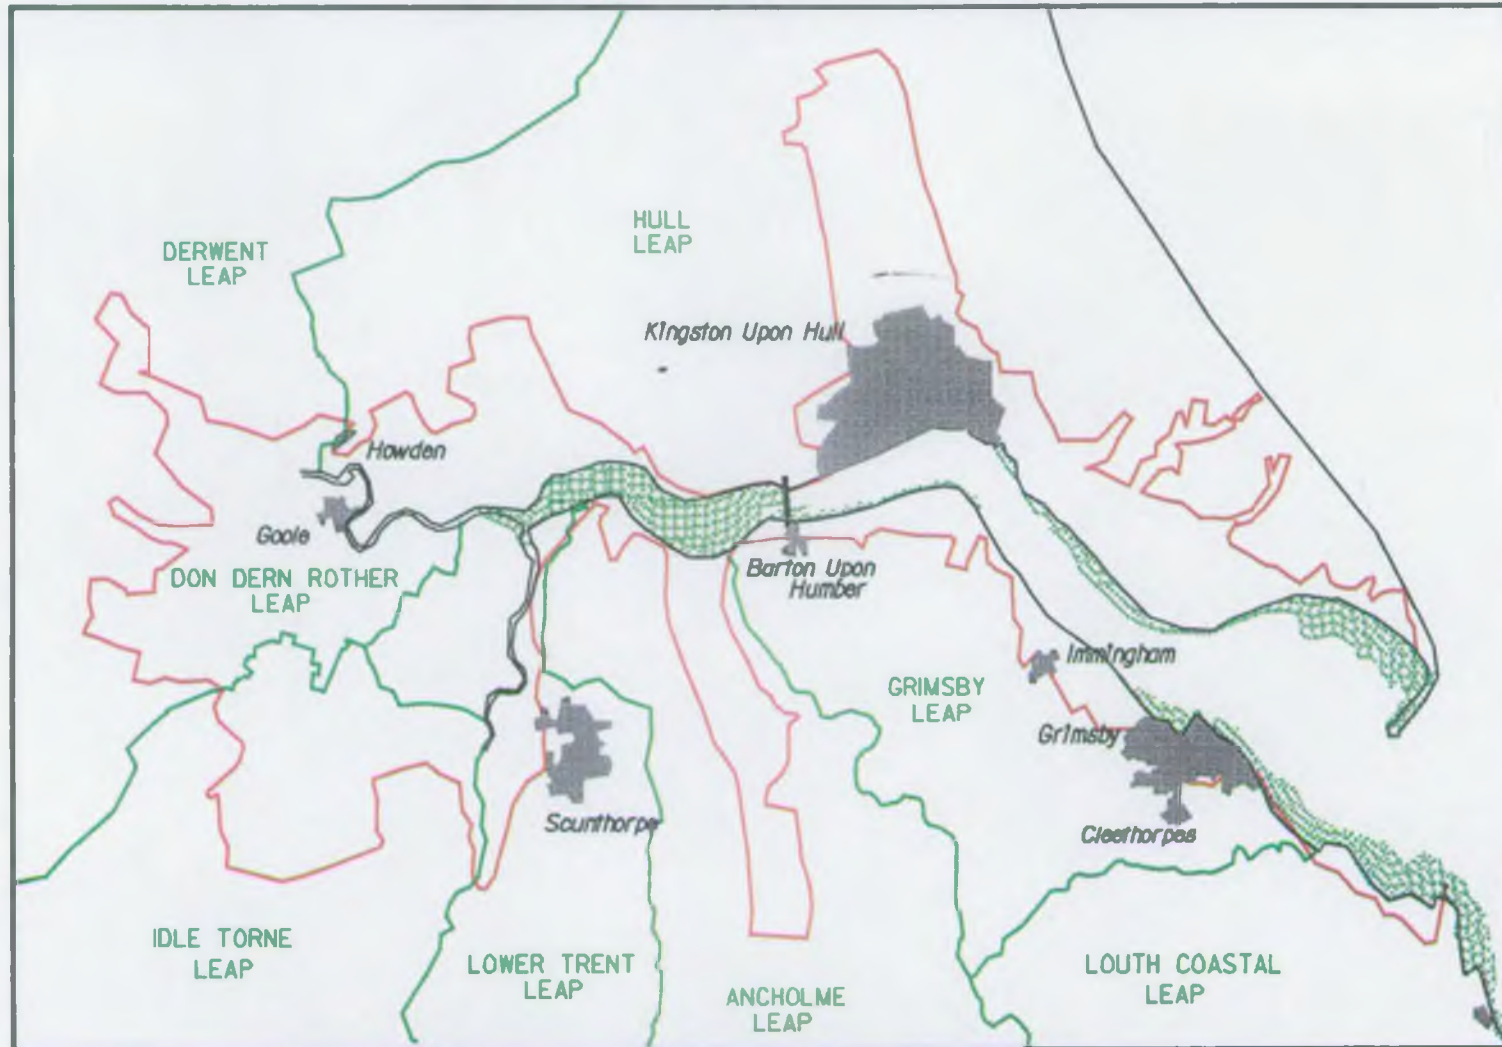 HULL
LEAP
DERWENT
LEAP
Kingston Upon Hull
Howden
Goole
DON DERN ROTHER
LEAP
Barton Upon
Humber
Immingham
GRIMSBY
LEAP
Grimsby
Scunthorpe
Cleethorpes
IDLE TORNE
LEAP
LOWER TRENT
LEAP
ANCHOLME
LEAP
LOUTH COASTAL
LEAP